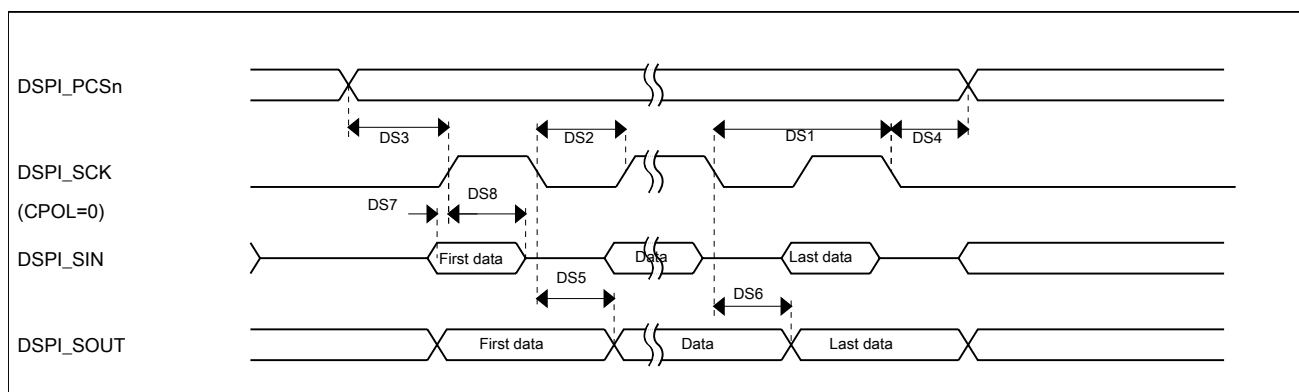 DSPI_PCSn
DS3
DS2
DS1
DS4
DSPI_SCK
(CPOL=0)
DS7
DS8
DSPI_SIN
First data
Data
Last data
DS5
DS6
DSPI_SOUT
First data
Data
Last data